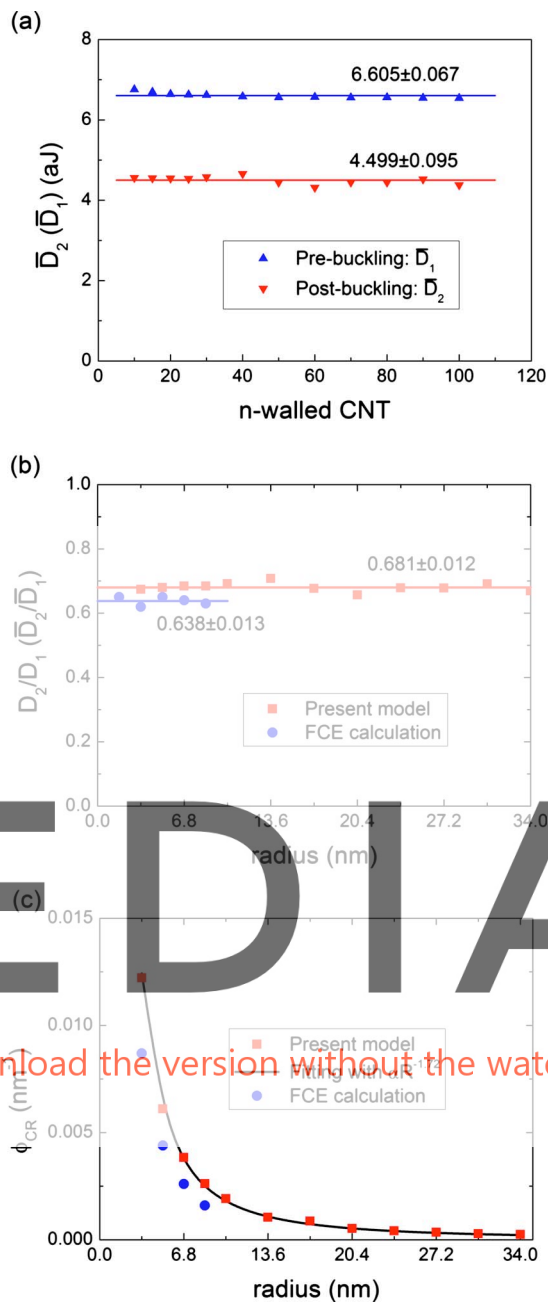 (a)
8
6.605±0.067
6
4.499±0.095
4
D̄₂ (D̄₁) (aJ)
Pre-buckling: D̄₁
Post-buckling: D̄₂
2
0
0 20 40 60 80 100 120
n-walled CNT
(b)
1.0
0.8
0.681±0.012
0.6
0.638±0.013
D₂/D₁ (D̄₂/D̄₁)
0.4
Present model
FCE calculation
0.2
0.0
0.0 6.8 13.6 20.4 27.2 34.0
radius (nm)
EDIA
(c)
0.015
0.010
Present model
nload the version without the wate
Fitting with αR
FCE calculation
ϕCR (nm
0.005
0.000
0.0 6.8 13.6 20.4 27.2 34.0
radius (nm)